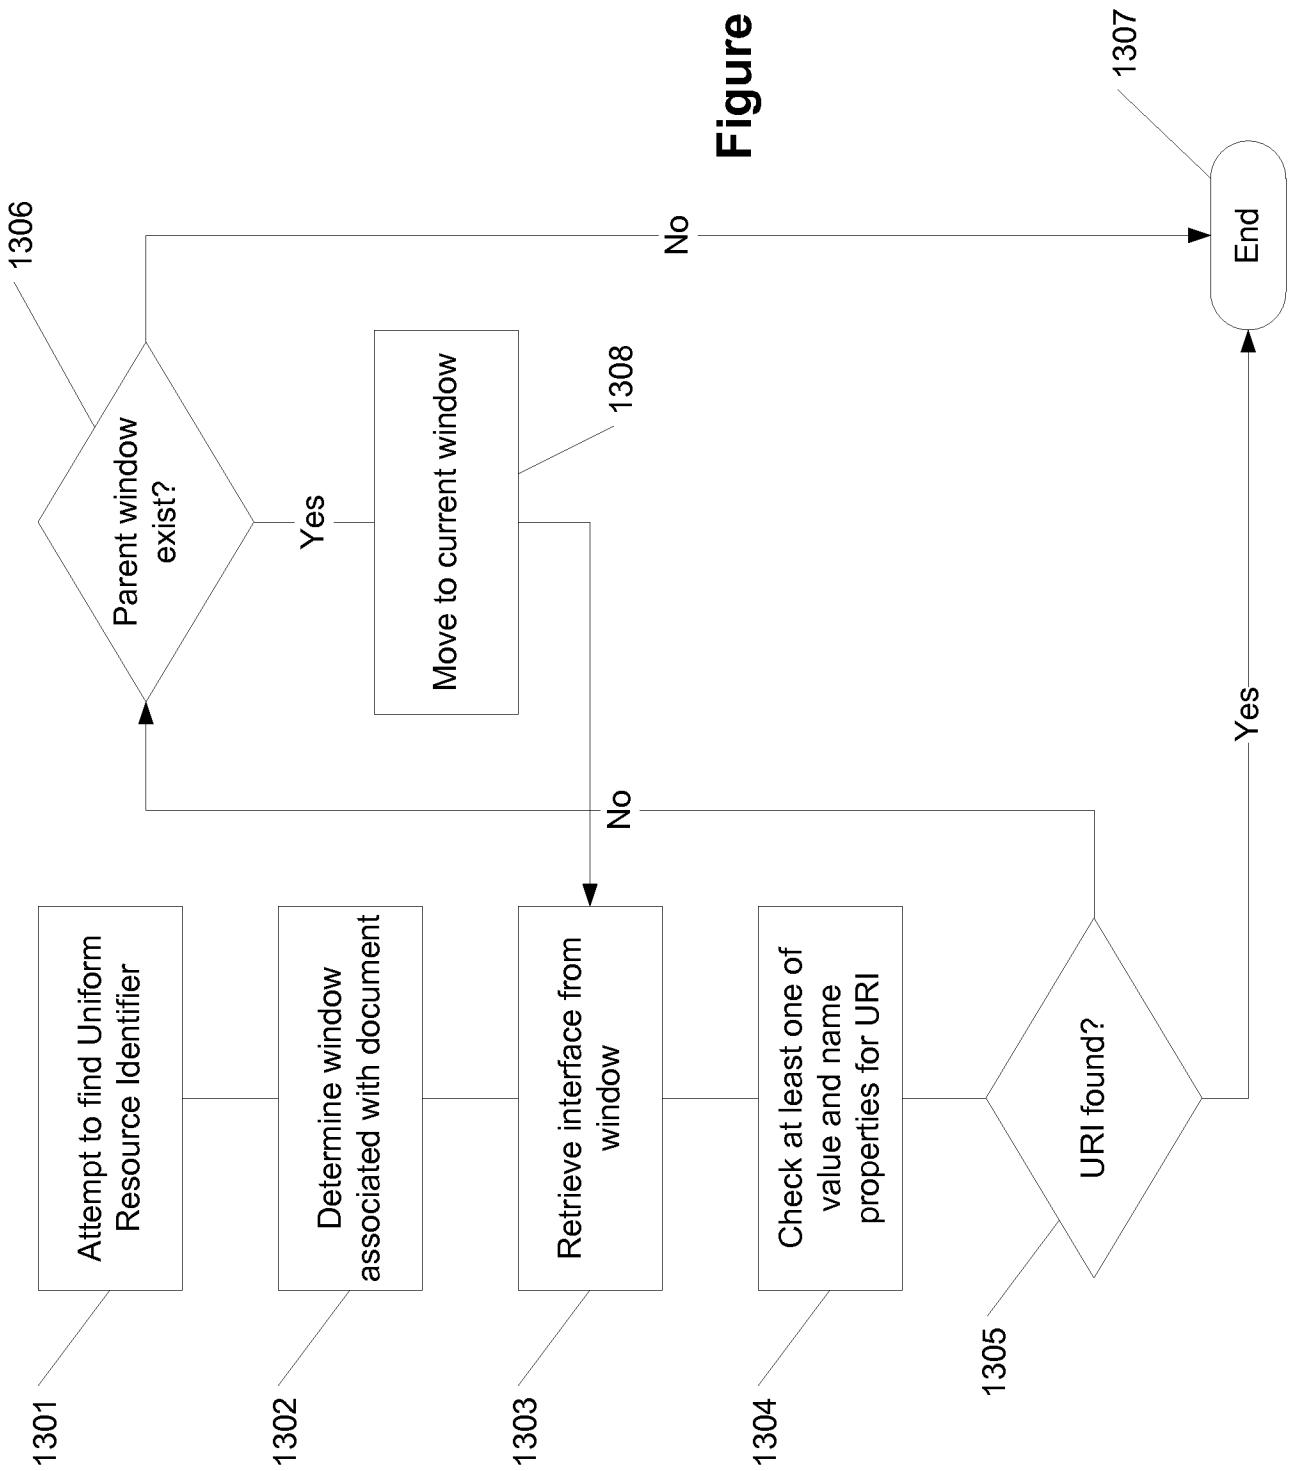 1301
Attempt to find Uniform
Resource Identifier
1302
Determine window
associated with document
1303
Retrieve interface from
window
1304
Check at least one of
value and name
properties for URI
1305
URI found?
No
Yes
1306
Parent window
exist?
Yes
No
Move to current window
1308
End
1307
Figure